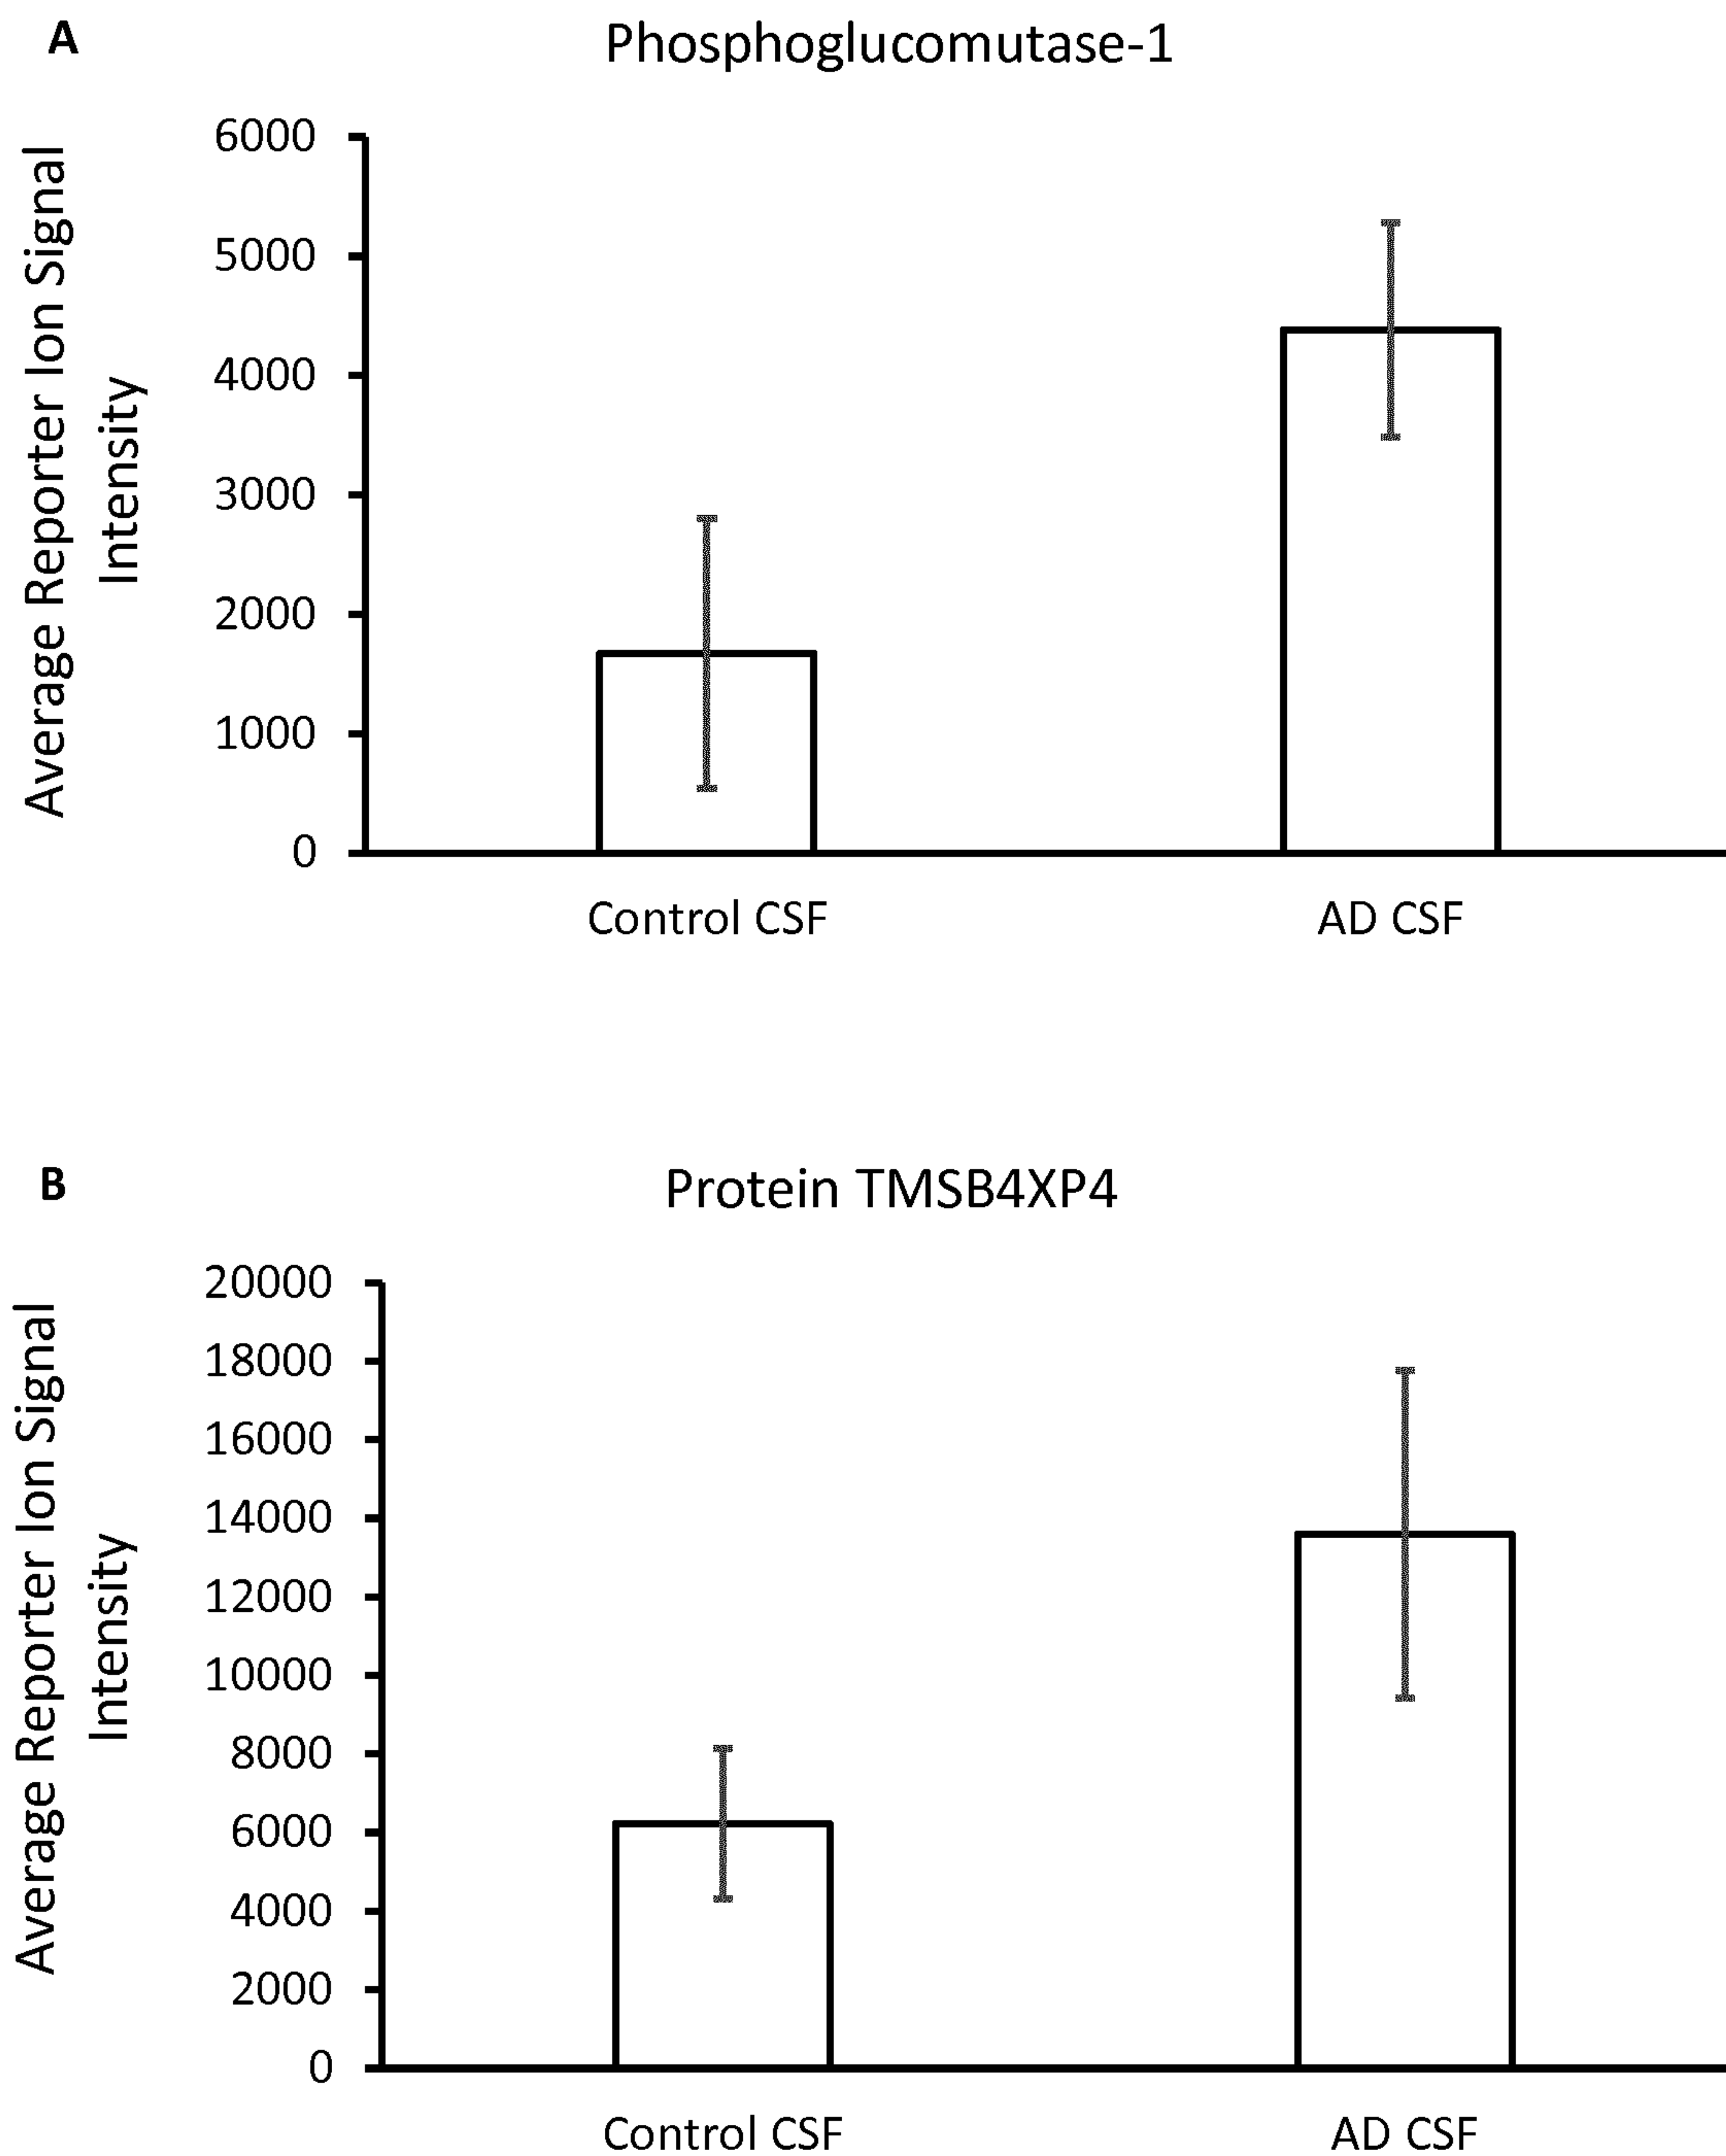 A
Phosphoglucomutase-1
Average Reporter Ion Signal
Intensity
6000
5000
4000
3000
2000
1000
0
Control CSF
AD CSF
B
Protein TMSB4XP4
Average Reporter Ion Signal
Intensity
20000
18000
16000
14000
12000
10000
8000
6000
4000
2000
0
Control CSF
AD CSF